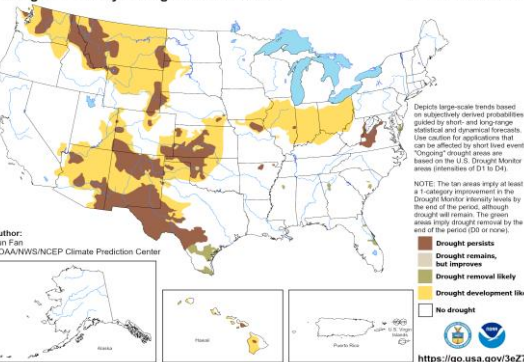 uthor:
n Fan
OAA/NWS/NCEP Climate Prediction Center
Depicts large-scale trends based
on subjectively derived probabilities
guided by short- and long-range
statistical and dynamical forecasts.
Use caution for applications that
can be affected by short lived event
"Ongoing" drought areas are
based on the U.S. Drought Monitor
areas (intensities of D1 to D4).
NOTE: The tan areas imply at least
a 1-category improvement in the
Drought Monitor intensity levels by
the end of the period, although
drought will remain. The green
areas imply drought removal by the
end of the period (D0 or none).
Drought persists
Drought remains,
but improves
Drought removal likely
Drought development like
No drought
Alaska
Hawaii
Puerto Rico
U.S. Virgin
Islands
https://go.usa.gov/3eZ7